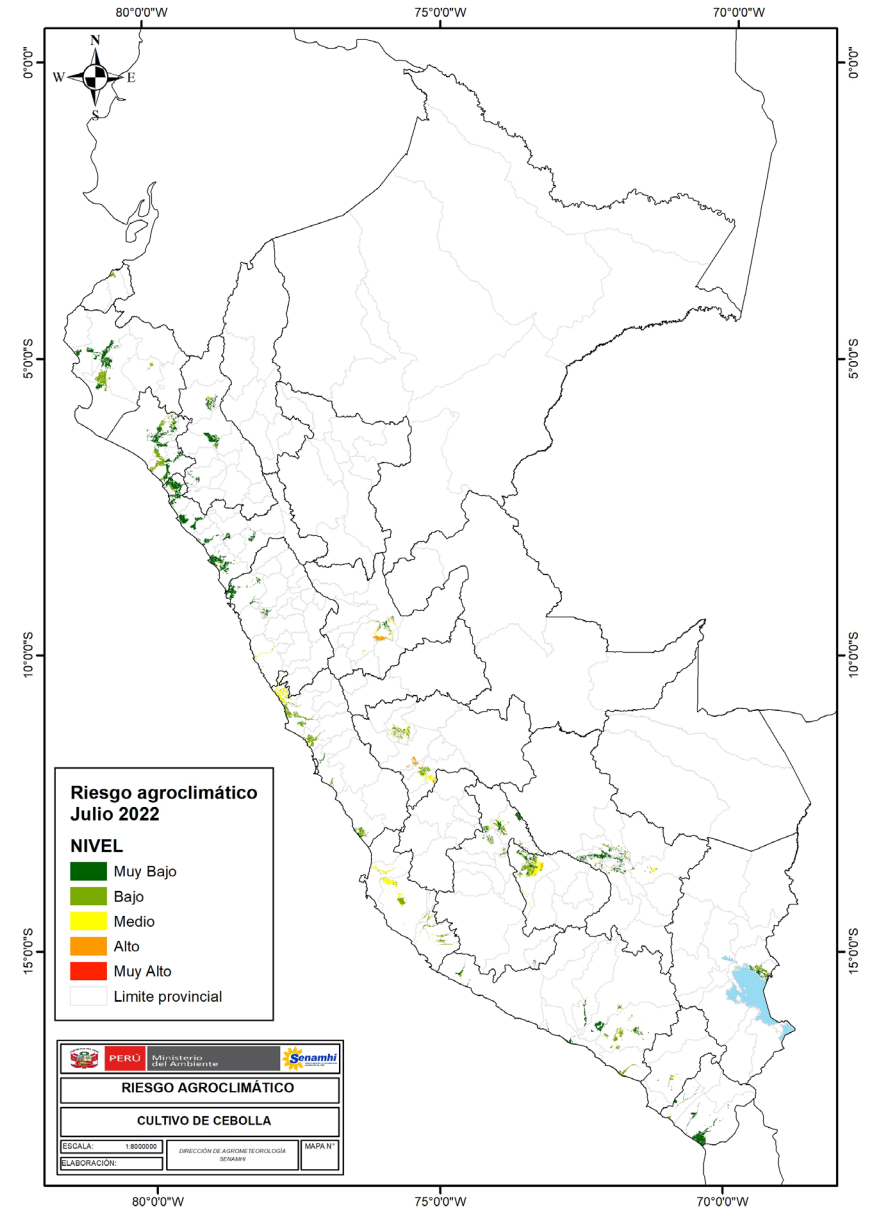 80°0'0"W 75°0'0"W 70°0'0"W
N
W E
S
0°0'0" 0°0'0"
5°0'0"S 5°0'0"S
10°0'0"S 10°0'0"S
15°0'0"S 15°0'0"S
Riesgo agroclimático
Julio 2022
NIVEL
Muy Bajo
Bajo
Medio
Alto
Muy Alto
Limite provincial
PERÚ Ministerio
del Ambiente
Senamhi
RIESGO AGROCLIMÁTICO
CULTIVO DE CEBOLLA
ESCALA: 1:8000000
DIRECCIÓN DE AGROMETEOROLOGÍA
SENAMHI
MAPA N°
ELABORACIÓN:
80°0'0"W 75°0'0"W 70°0'0"W